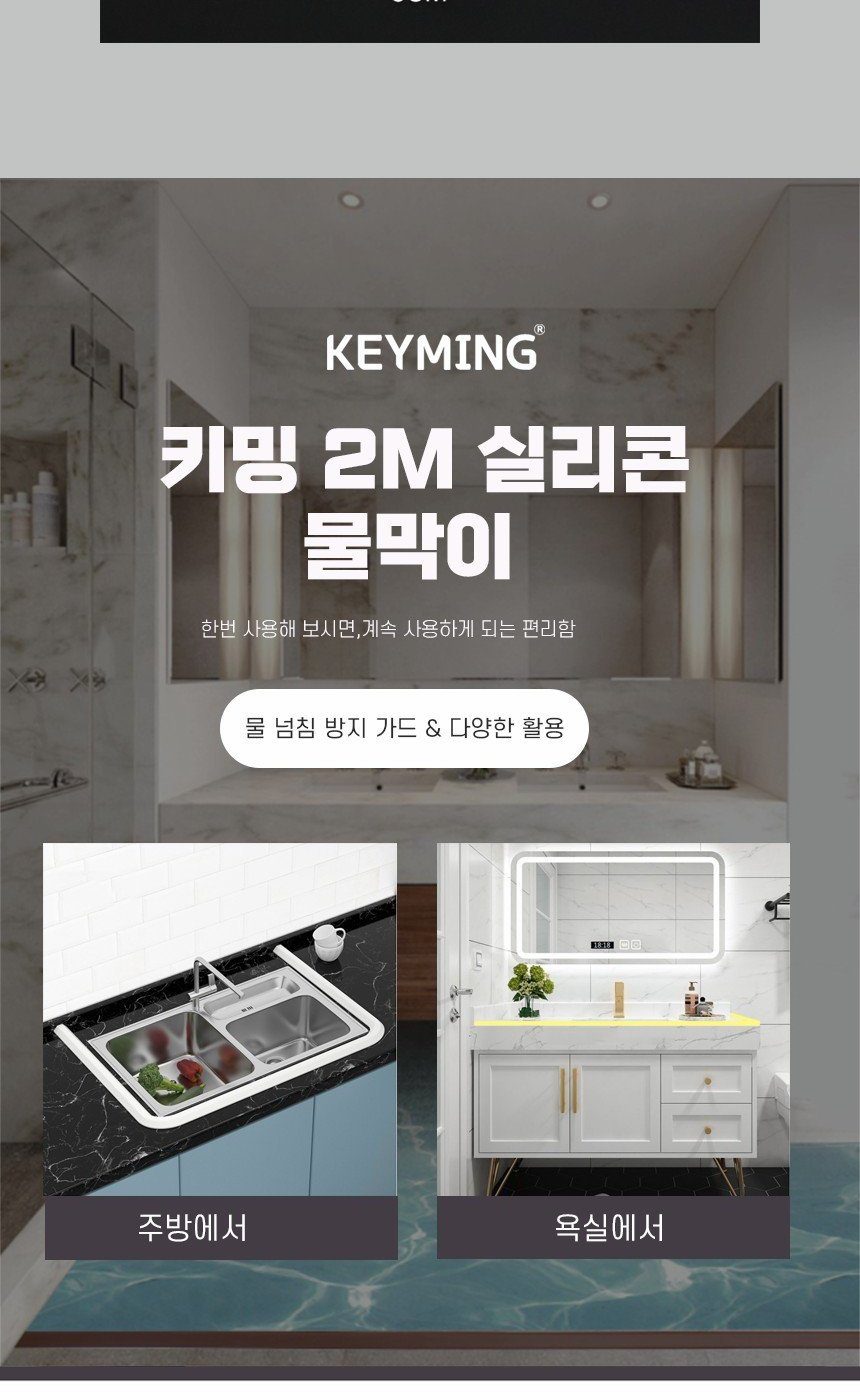 KEYMING®
키밍 2M 실리콘
물막이
한번 사용해 보시면,계속 사용하게 되는 편리함
물 넘침 방지 가드 & 다양한 활용
18:18
주방에서
욕실에서